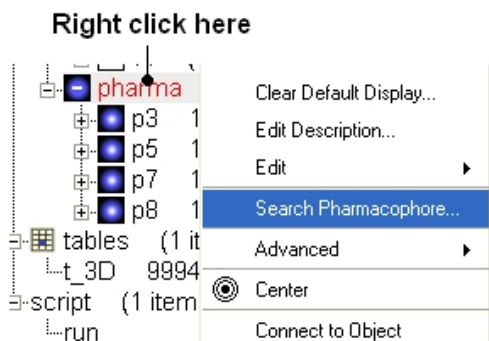 Right click here
pharma
p3 1
p5 1
p7 1
p8 1
tables (1 it
t_3D 9994
script (1 item
run
Clear Default Display...
Edit Description...
Edit
Search Pharmacophore...
Advanced
Center
Connect to Object